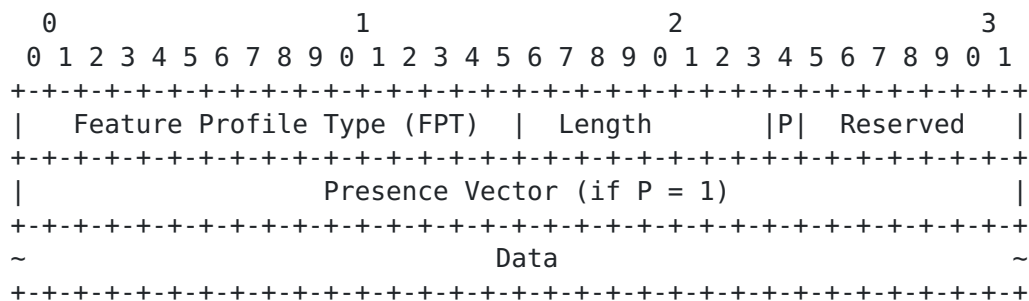 0                   1                   2                   3
 0 1 2 3 4 5 6 7 8 9 0 1 2 3 4 5 6 7 8 9 0 1 2 3 4 5 6 7 8 9 0 1
+-+-+-+-+-+-+-+-+-+-+-+-+-+-+-+-+-+-+-+-+-+-+-+-+-+-+-+-+-+-+-+-+
|   Feature Profile Type (FPT)  |  Length       |P|  Reserved   |
+-+-+-+-+-+-+-+-+-+-+-+-+-+-+-+-+-+-+-+-+-+-+-+-+-+-+-+-+-+-+-+-+
|                   Presence Vector (if P = 1)                  |
+-+-+-+-+-+-+-+-+-+-+-+-+-+-+-+-+-+-+-+-+-+-+-+-+-+-+-+-+-+-+-+-+
~                              Data                             ~
+-+-+-+-+-+-+-+-+-+-+-+-+-+-+-+-+-+-+-+-+-+-+-+-+-+-+-+-+-+-+-+-+